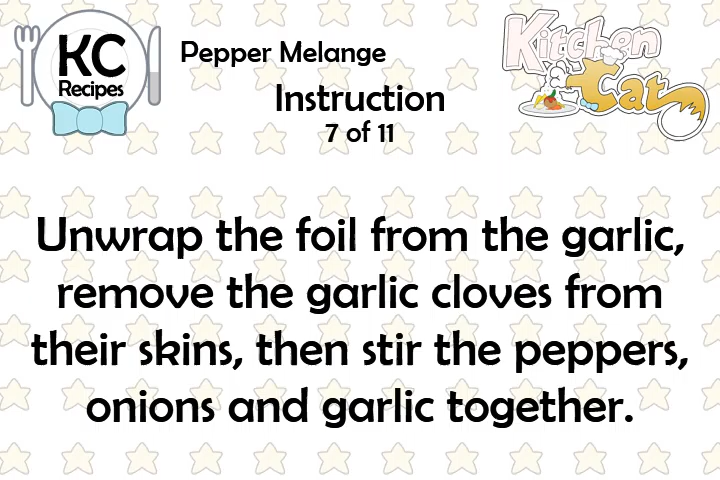 KC
Recipes
Pepper Melange
Instruction
7 of 11
Kitchen
Cat
Unwrap the foil from the garlic,
remove the garlic cloves from
their skins, then stir the peppers,
onions and garlic together.